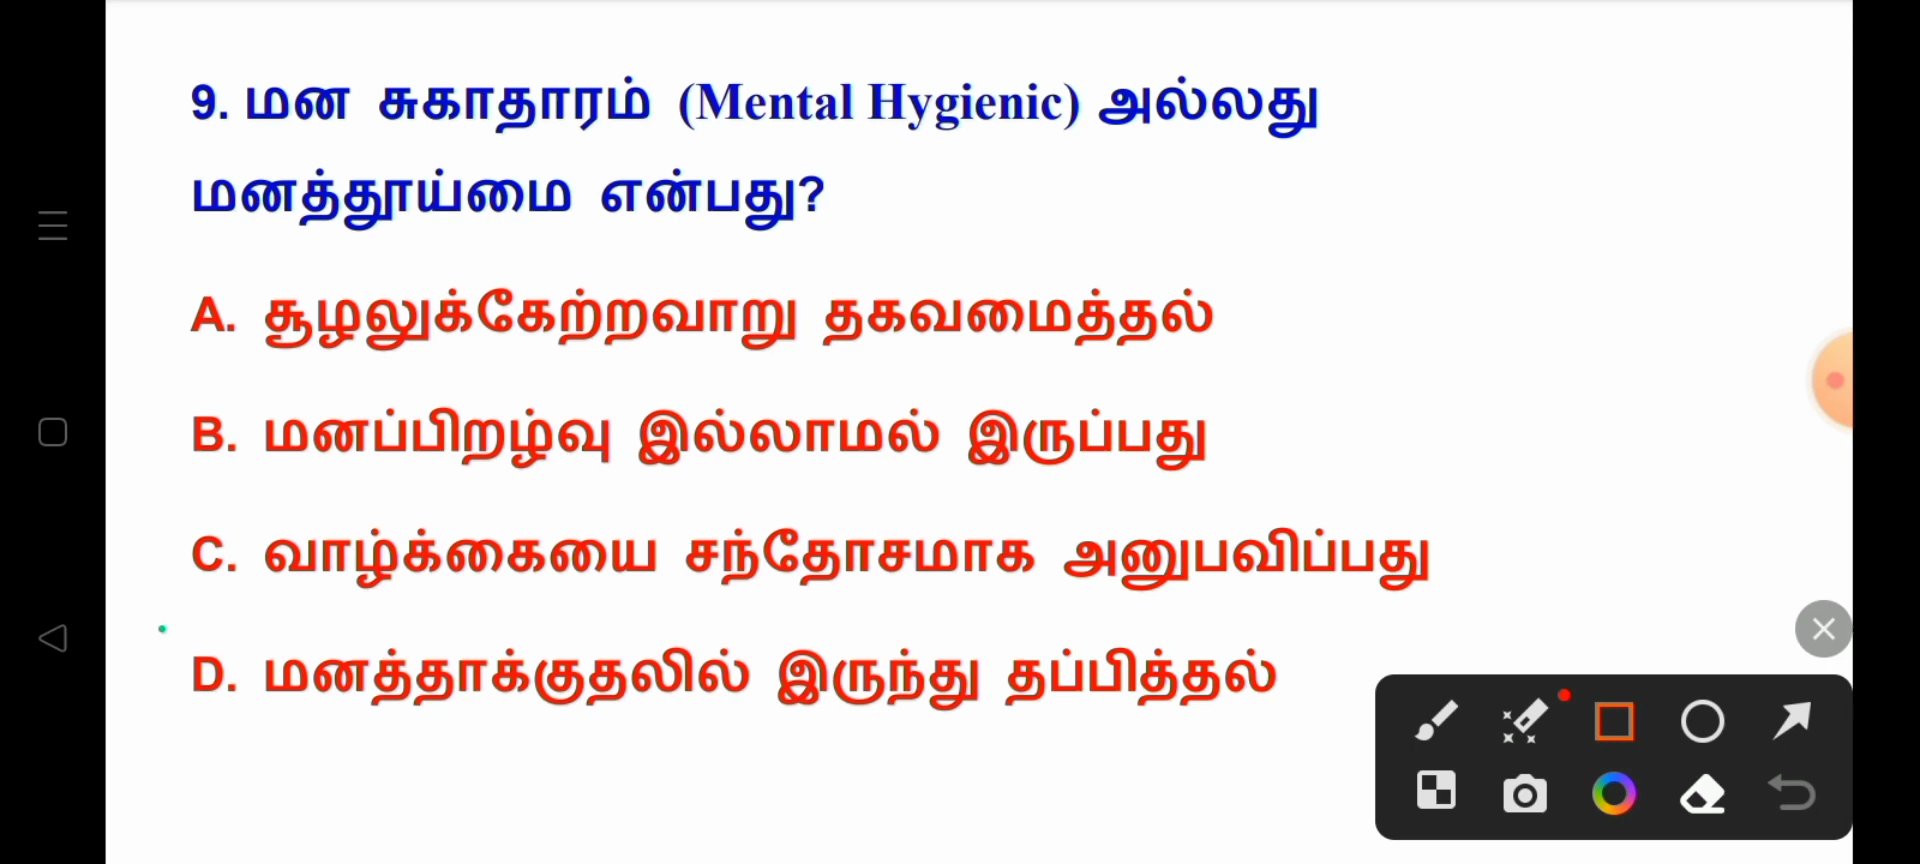 9. மன சுகாதாரம் (Mental Hygienic) அல்லது
மனத்தூய்மை என்பது?
A. சூழலுக்கேற்றவாறு தகவமைத்தல்
B. மனப்பிறழ்வு இல்லாமல் இருப்பது
C. வாழ்க்கையை சந்தோசமாக அனுபவிப்பது
D. மனத்தாக்குதலில் இருந்து தப்பித்தல்